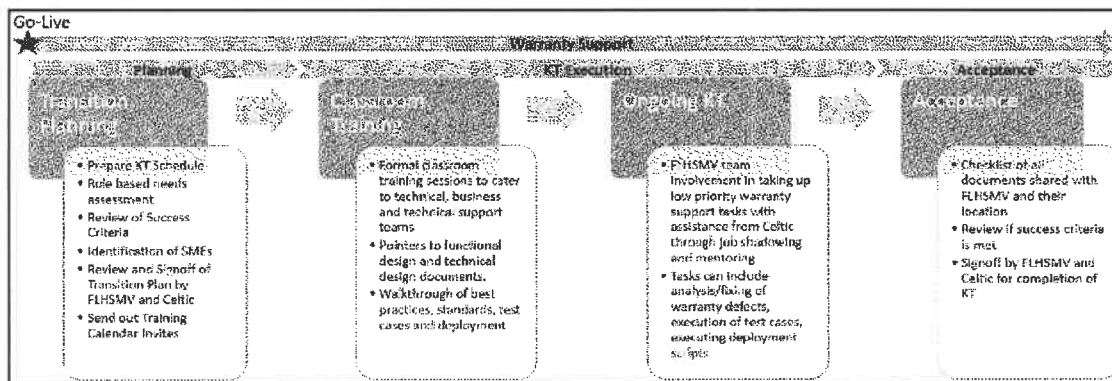 Go-Live
Warranty Support
Planning
KT Execution
Acceptance
Transition
Planning
Classroom
Training
Ongoing KT
Acceptance
• Prepare KT Schedule
• Role based needs
assessment
• Review of Success
Criteria
• Identification of SMEs
• Review and Signoff of
Transition Plan by
FLHSMV and Celtic
• Send out Training
Calendar Invites
• Formal classroom
training sessions to cater
to technical, business
and technical support
teams
• Pointers to functional
design and technical
design documents.
• Walkthrough of best
practices, standards, test
cases and deployment
• FLHSMV team
involvement in taking up
low priority warranty
support tasks with
assistance from Celtic
through job shadowing
and mentoring
• Tasks can include
analysis/fixing of
warranty defects,
execution of test cases,
executing deployment
scripts
• Checklist of all
documents shared with
FLHSMV and their
location
• Review if success criteria
is met
• Signoff by FLHSMV and
Celtic for completion of
KT